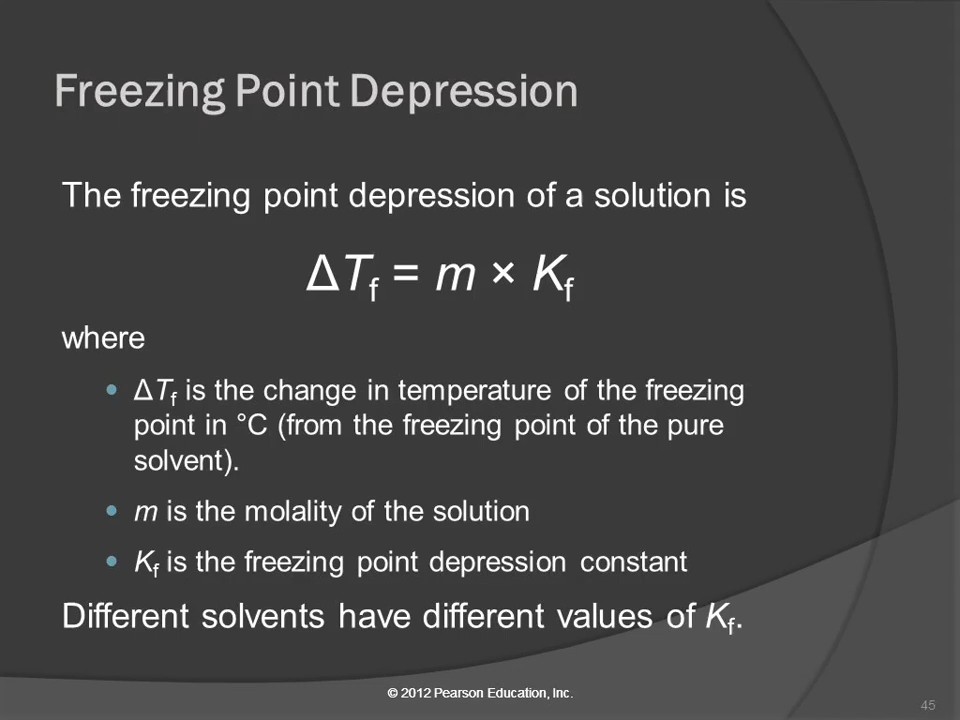 Freezing Point Depression
The freezing point depression of a solution is
ΔTf = m × Kf
where
• ΔTf is the change in temperature of the freezing
point in °C (from the freezing point of the pure
solvent).
• m is the molality of the solution
• Kf is the freezing point depression constant
Different solvents have different values of Kf.
© 2012 Pearson Education, Inc.
45